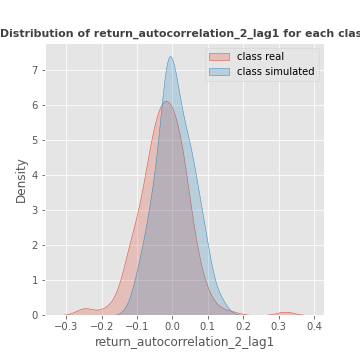 Distribution of return_autocorrelation_2_lag1 for each clas
class real
class simulated
7
6
5
4
3
2
1
0
Density
−0.3 −0.2 −0.1 0.0 0.1 0.2 0.3 0.4
return_autocorrelation_2_lag1